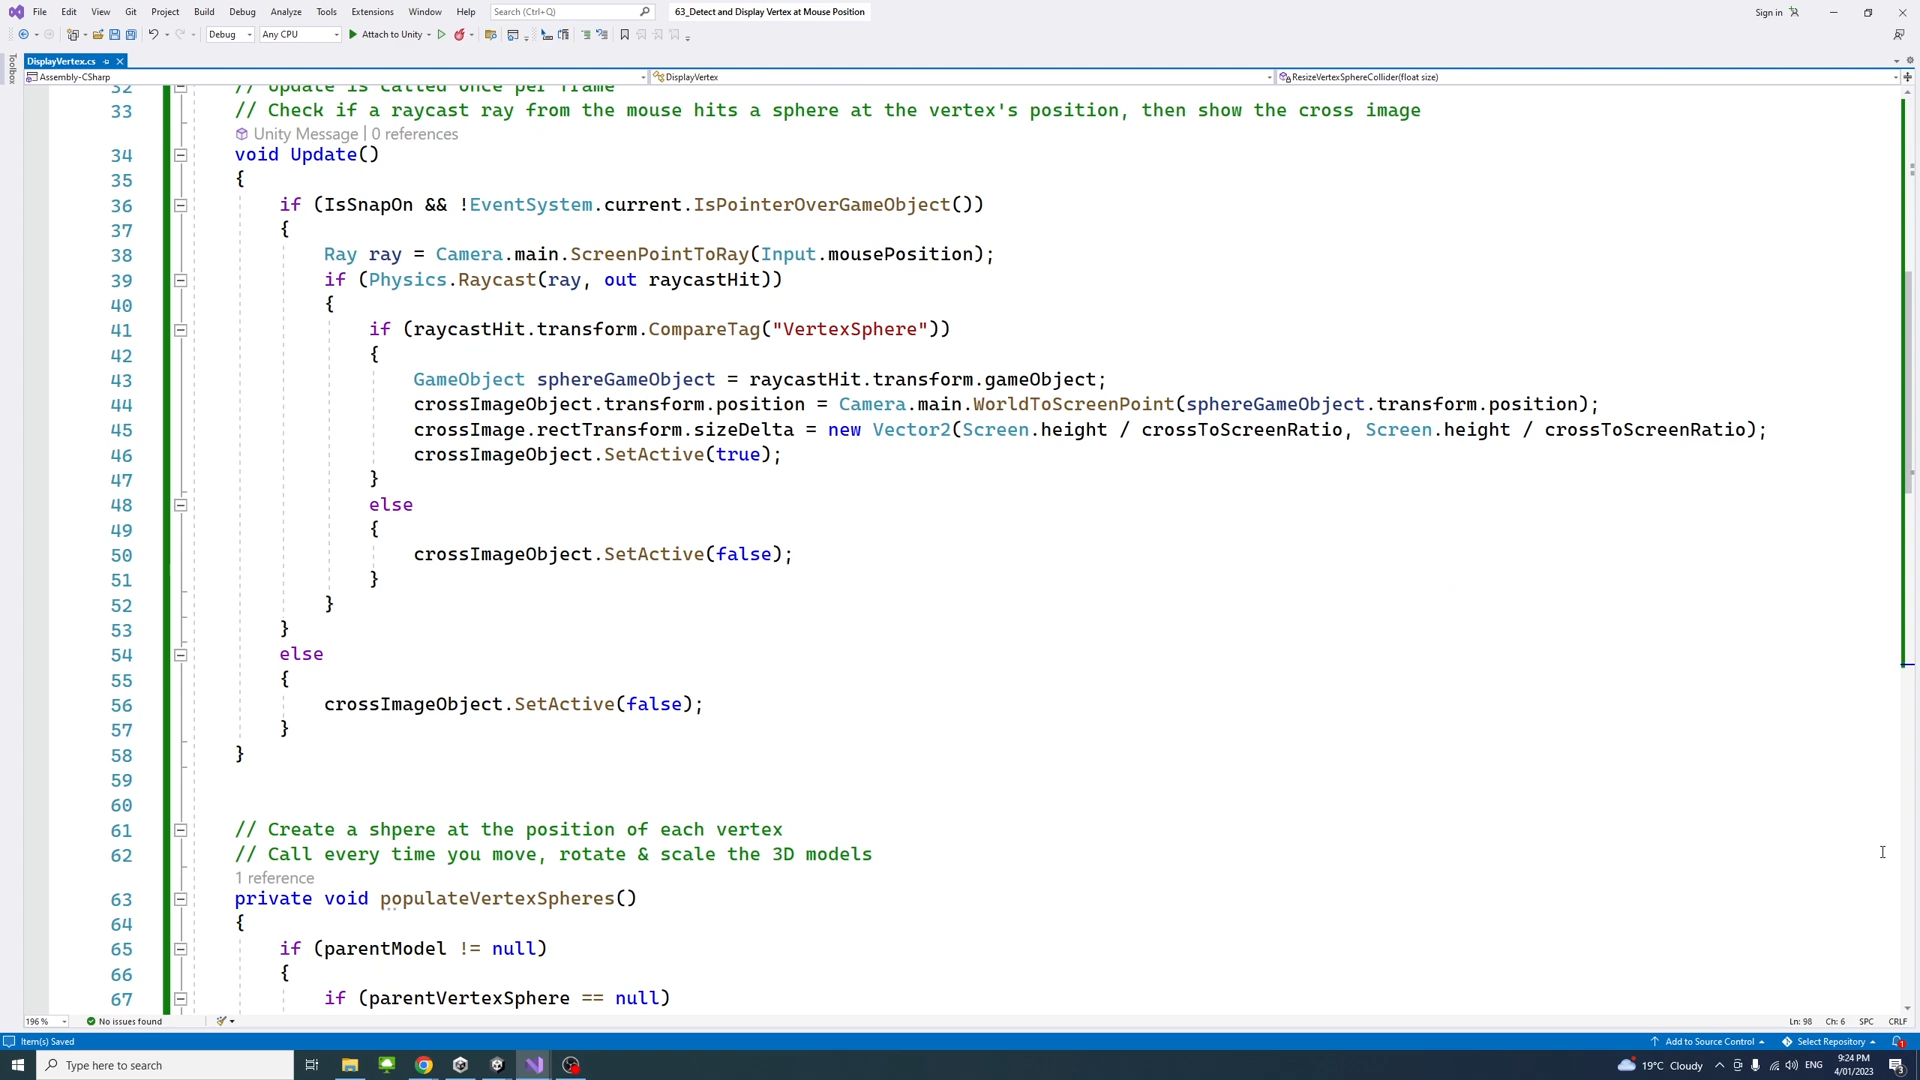 File Edit View Git Project Build Debug Analyze Tools Extensions Window Help Search (Ctrl+Q) 63_Detect and Display Vertex at Mouse Position Sign in
Debug Any CPU Attach to Unity
Toolbox
DisplayVertex.cs
Assembly-CSharp DisplayVertex ResizeVertexSphereCollider(float size)
32 // Update is called once per frame
33 // Check if a raycast ray from the mouse hits a sphere at the vertex's position, then show the cross image
Unity Message | 0 references
34 void Update()
35 {
36 if (IsSnapOn && !EventSystem.current.IsPointerOverGameObject())
37 {
38 Ray ray = Camera.main.ScreenPointToRay(Input.mousePosition);
39 if (Physics.Raycast(ray, out raycastHit))
40 {
41 if (raycastHit.transform.CompareTag("VertexSphere"))
42 {
43 GameObject sphereGameObject = raycastHit.transform.gameObject;
44 crossImageObject.transform.position = Camera.main.WorldToScreenPoint(sphereGameObject.transform.position);
45 crossImage.rectTransform.sizeDelta = new Vector2(Screen.height / crossToScreenRatio, Screen.height / crossToScreenRatio);
46 crossImageObject.SetActive(true);
47 }
48 else
49 {
50 crossImageObject.SetActive(false);
51 }
52 }
53 }
54 else
55 {
56 crossImageObject.SetActive(false);
57 }
58 }
59
60
61 // Create a shpere at the position of each vertex
62 // Call every time you move, rotate & scale the 3D models
1 reference
63 private void populateVertexSpheres()
64 {
65 if (parentModel != null)
66 {
67 if (parentVertexSphere == null)
196 % No issues found Ln: 98 Ch: 6 SPC CRLF
Item(s) Saved Add to Source Control Select Repository 1
Type here to search 19°C Cloudy ENG 9:24 PM
4/01/2023 3